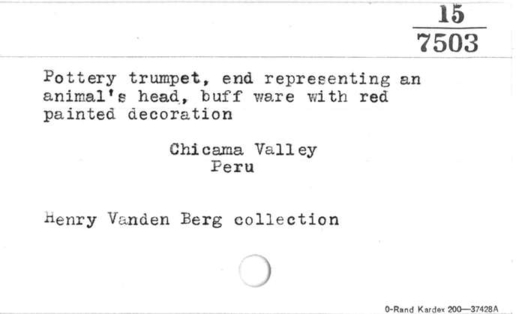 15
7503
Pottery trumpet, end representing an
animal's head, buff ware with red
painted decoration
Chicama Valley
Peru
Henry Vanden Berg collection
0-Rand Kardex 200—37428A